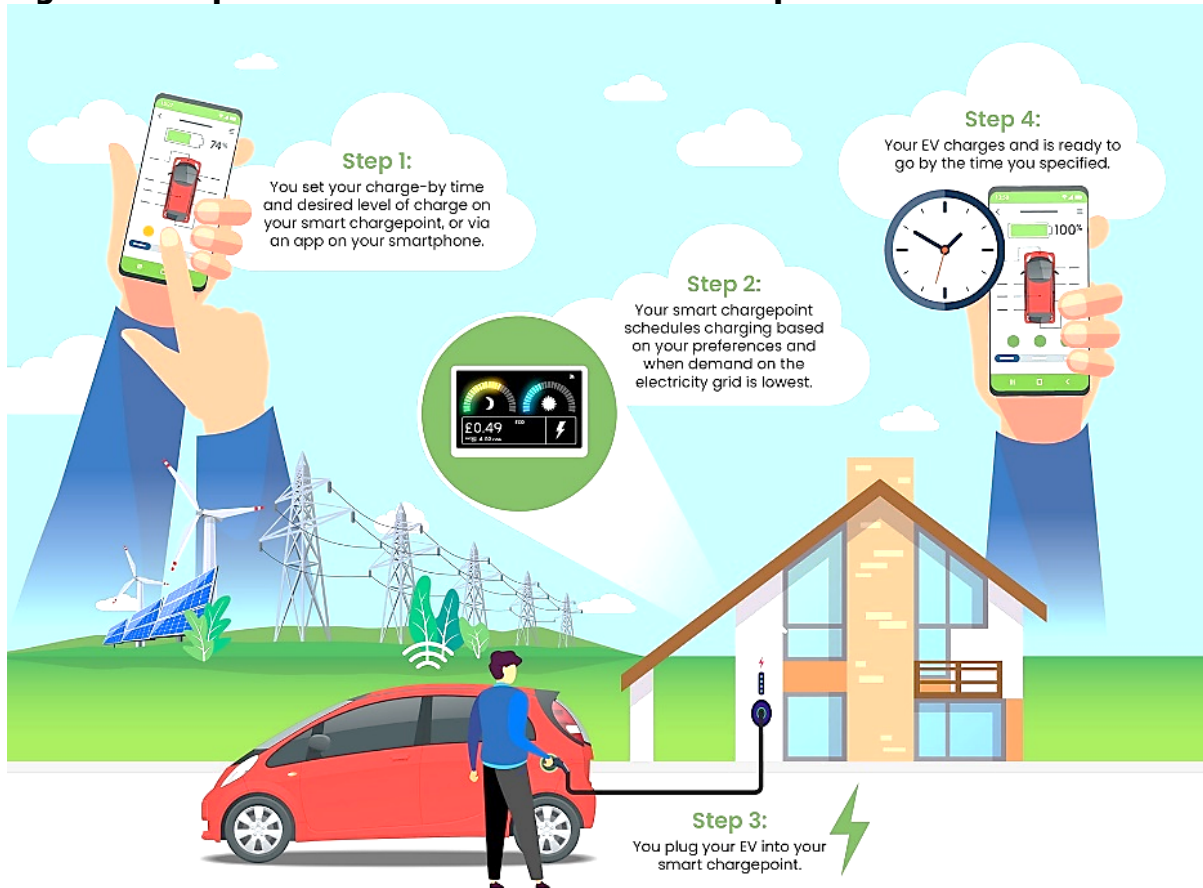 74%
Step 1:
You set your charge-by time
and desired level of charge on
your smart chargepoint, or via
an app on your smartphone.
Step 2:
Your smart chargepoint
schedules charging based
on your preferences and
when demand on the
electricity grid is lowest.
£0.49
Step 3:
You plug your EV into your
smart chargepoint.
Step 4:
Your EV charges and is ready to
go by the time you specified.
100%